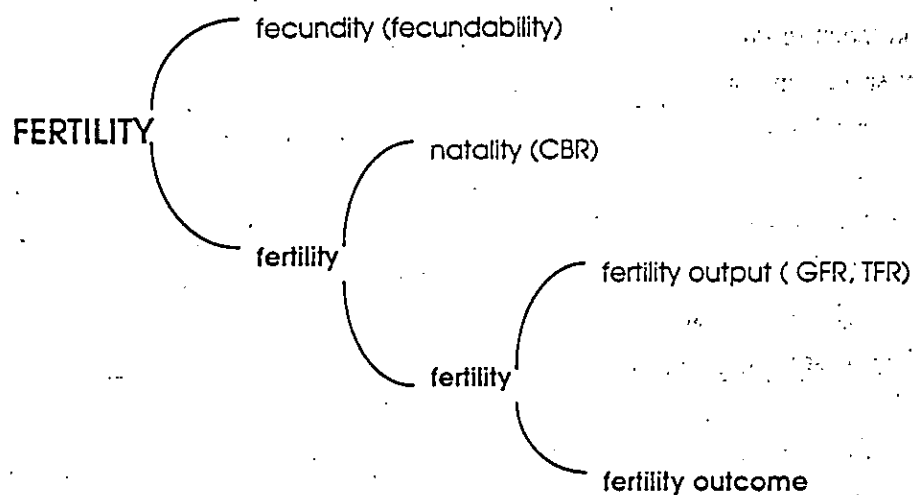 fecundity (fecundability)
FERTILITY
natality (CBR)
fertility
fertility output ( GFR, TFR)
fertility
fertility outcome